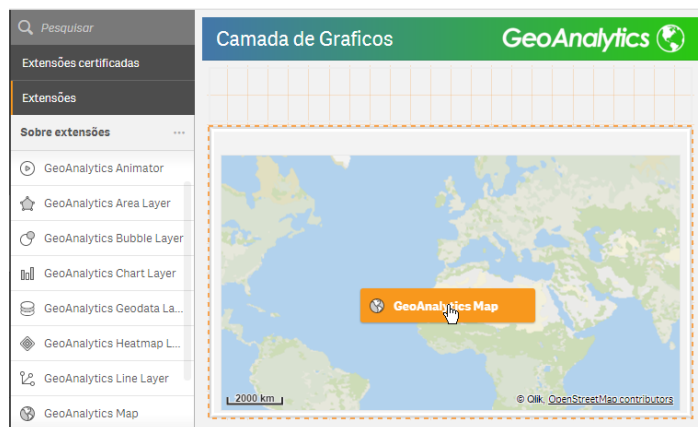 Pesquisar
Extensões certificadas
Extensões
Sobre extensões
GeoAnalytics Animator
GeoAnalytics Area Layer
GeoAnalytics Bubble Layer
GeoAnalytics Chart Layer
GeoAnalytics Geodata La...
GeoAnalytics Heatmap L...
GeoAnalytics Line Layer
GeoAnalytics Map
Camada de Graficos
GeoAnalytics
GeoAnalytics Map
2000 km
© Qlik, OpenStreetMap contributors